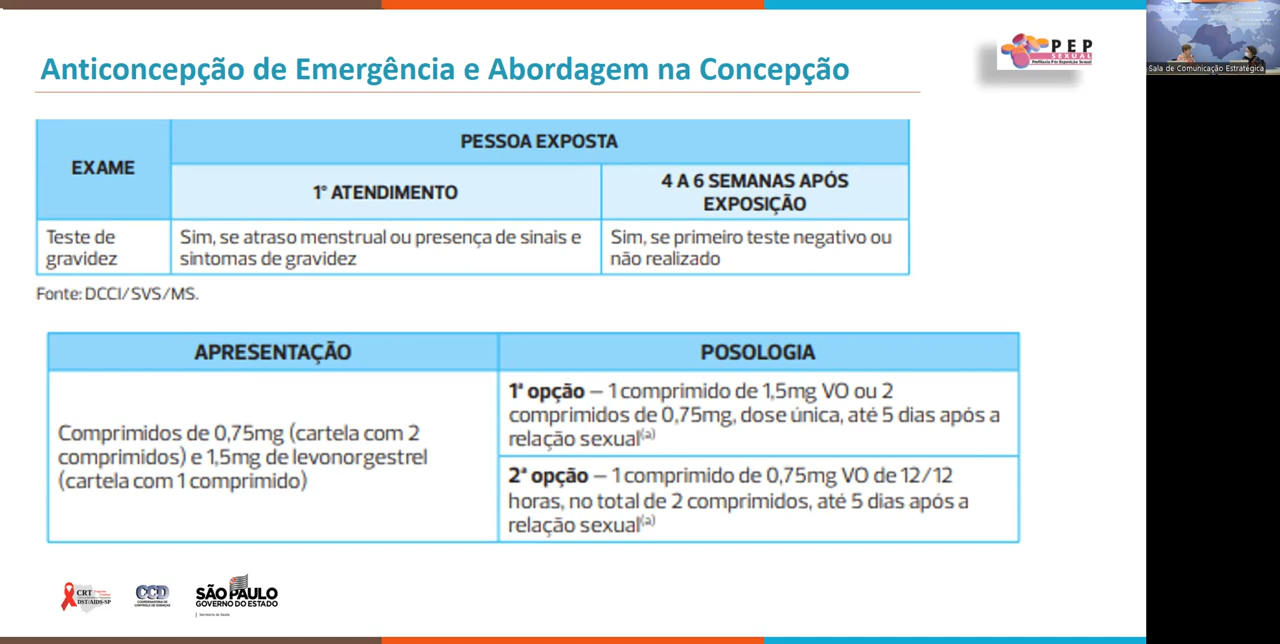 Anticoncepção de Emergência e Abordagem na Concepção
PEP
SEXUAL
Profilaxia Pós Exposição Sexual
Sala de Comunicação Estratégica
EXAME
PESSOA EXPOSTA
1º ATENDIMENTO
4 A 6 SEMANAS APÓS
EXPOSIÇÃO
Teste de
gravidez
Sim, se atraso menstrual ou presença de sinais e
sintomas de gravidez
Sim, se primeiro teste negativo ou
não realizado
Fonte: DCCI/SVS/MS.
APRESENTAÇÃO
POSOLOGIA
Comprimidos de 0,75mg (cartela com 2
comprimidos) e 1,5mg de levonorgestrel
(cartela com 1 comprimido)
1ª opção – 1 comprimido de 1,5mg VO ou 2
comprimidos de 0,75mg, dose única, até 5 dias após a
relação sexual(a)
2ª opção – 1 comprimido de 0,75mg VO de 12/12
horas, no total de 2 comprimidos, até 5 dias após a
relação sexual(a)
CRT
DST/AIDS-SP
CCD
COORDENADORIA
DE CONTROLE DE DOENÇAS
SÃO PAULO
GOVERNO DO ESTADO
Secretaria da Saúde